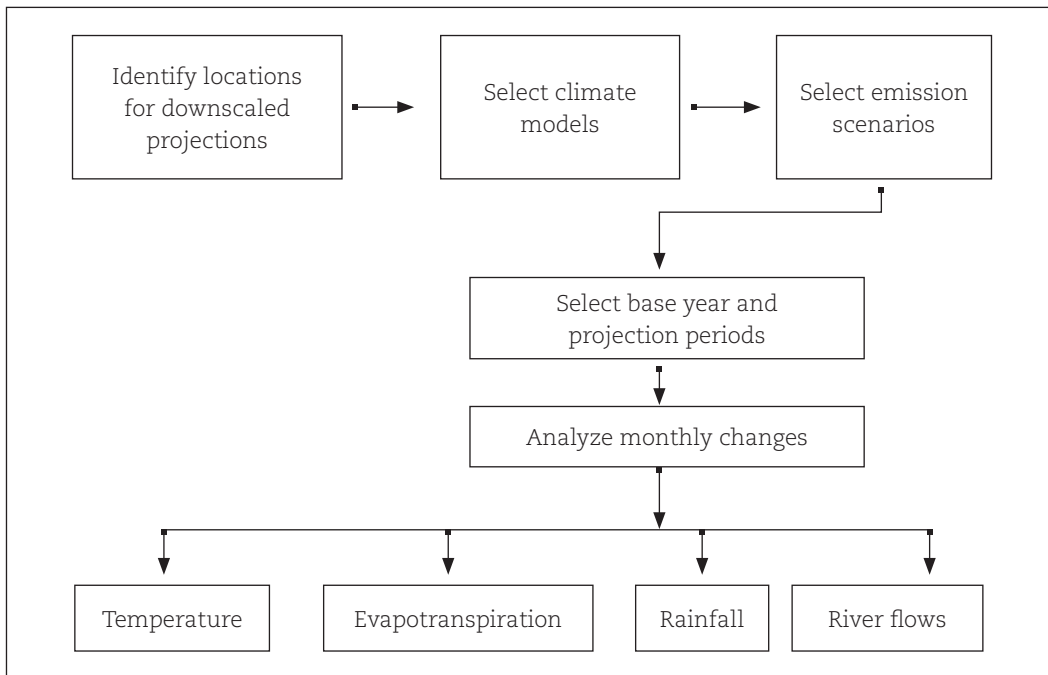 Identify locations
for downscaled
projections
Select climate
models
Select emission
scenarios
Select base year and
projection periods
Analyze monthly changes
Temperature
Evapotranspiration
Rainfall
River flows